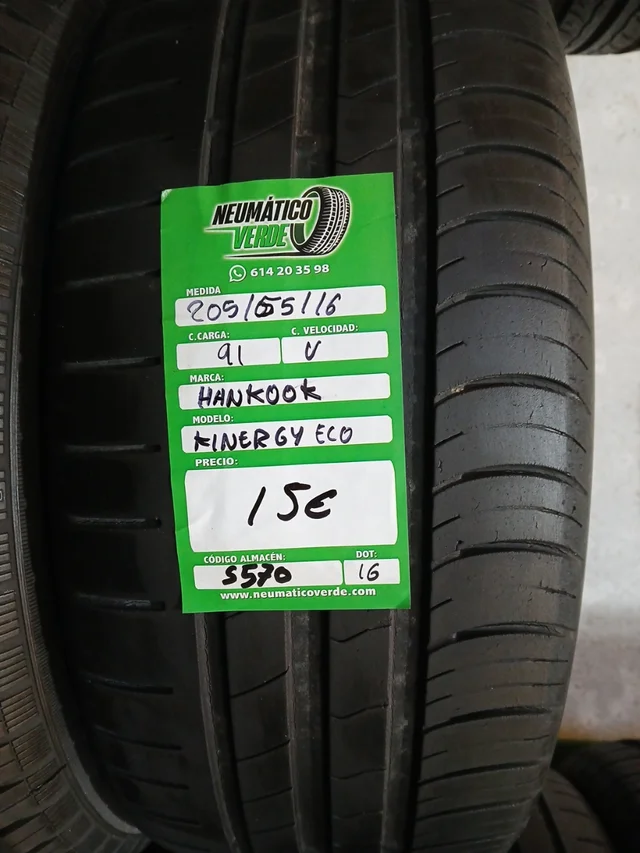 NEUMÁTICO
VERDE
614 20 35 98
MEDIDA
205/55/16
C.CARGA: C. VELOCIDAD:
91 V
MARCA:
HANKOOK
MODELO:
KINERGY ECO
PRECIO:
15€
CÓDIGO ALMACÉN: DOT:
S570 16
www.neumaticoverde.com